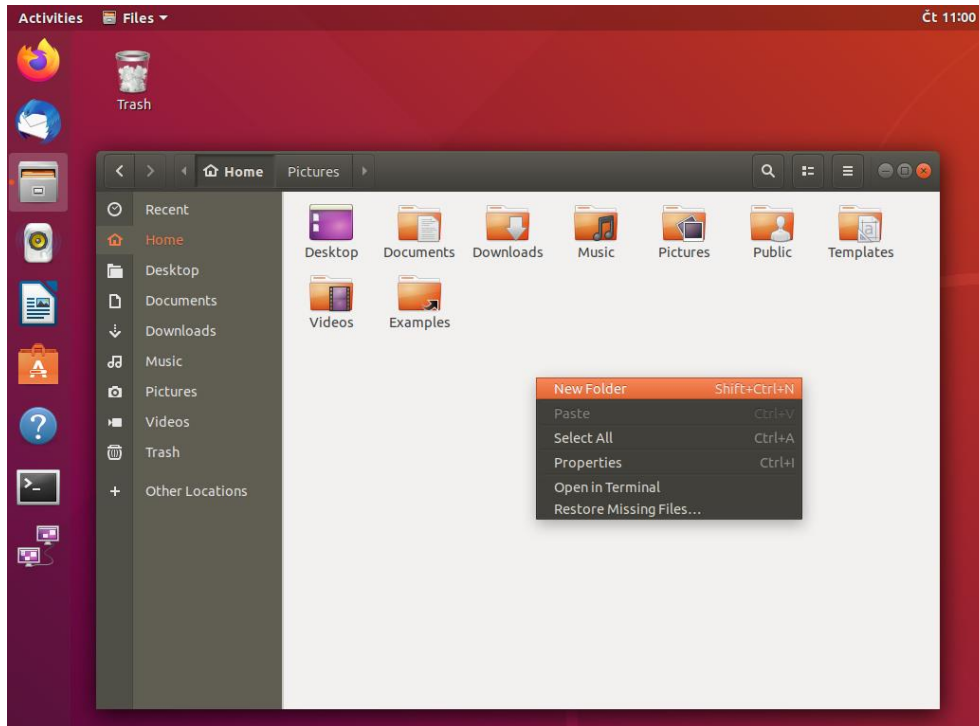 Activities Files Čt 11:00
Trash
Home Pictures
Recent
Home
Desktop
Documents
Downloads
Music
Pictures
Videos
Trash
+ Other Locations
Desktop Documents Downloads Music Pictures Public Templates
Videos Examples
New Folder Shift+Ctrl+N
Paste Ctrl+V
Select All Ctrl+A
Properties Ctrl+I
Open in Terminal
Restore Missing Files…